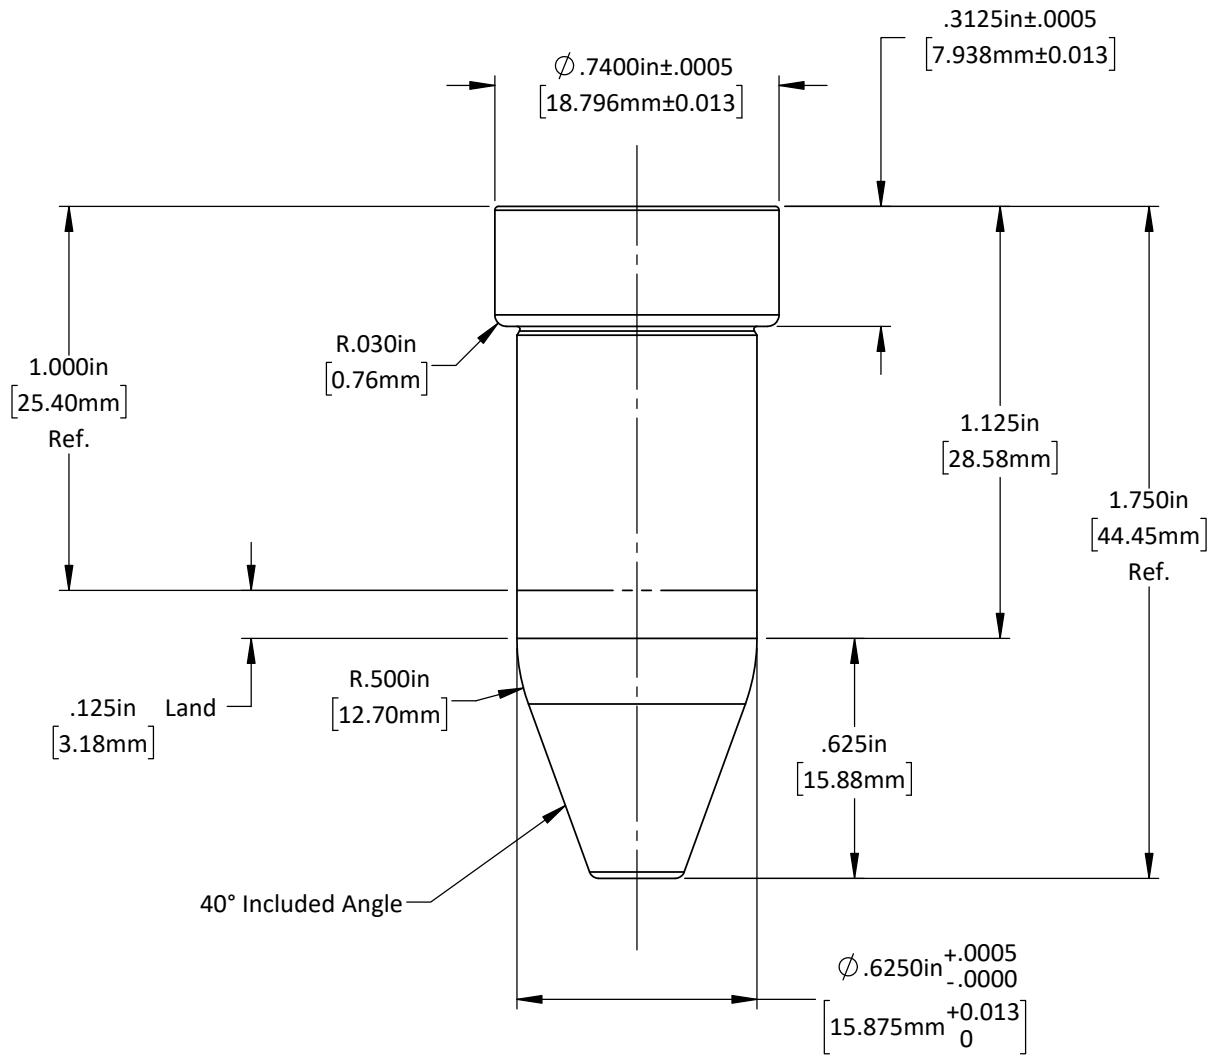 .3125in±.0005
[7.938mm±0.013]
∅ .7400in±.0005
[18.796mm±0.013]
R.030in
[0.76mm]
1.000in
[25.40mm]
Ref.
1.125in
[28.58mm]
1.750in
[44.45mm]
Ref.
R.500in
[12.70mm]
.125in Land
[3.18mm]
.625in
[15.88mm]
40° Included Angle
∅ .6250in +.0005
-.0000
[15.875mm +0.013
0]